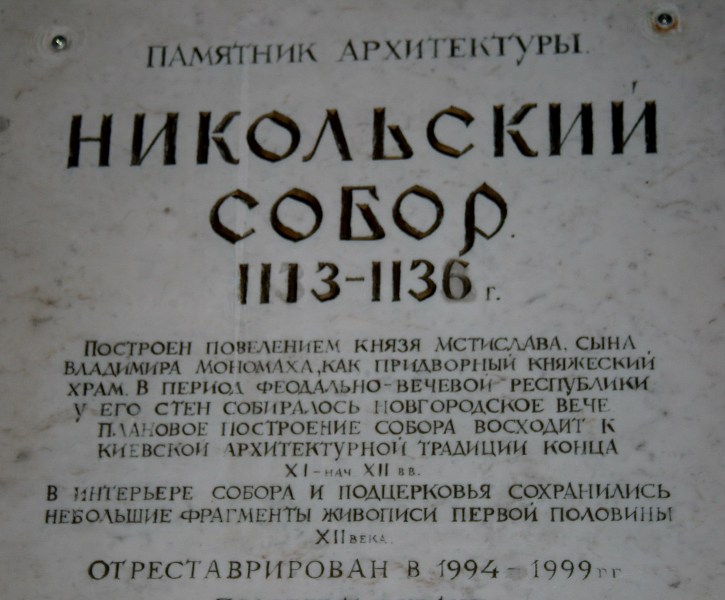 ПАМЯТНИК АРХИТЕКТУРЫ.
НИКОЛЬСКИЙ
СОБОР.
1113-1136 г.
ПОСТРОЕН ПОВЕЛЕНИЕМ КНЯЗЯ МСТИСЛАВА, СЫНА
ВЛАДИМИРА МОНОМАХА, КАК ПРИДВОРНЫЙ КНЯЖЕСКИЙ
ХРАМ. В ПЕРИОД ФЕОДАЛЬНО-ВЕЧЕВОЙ РЕСПУБЛИКИ
У ЕГО СТЕН СОБИРАЛОСЬ НОВГОРОДСКОЕ ВЕЧЕ.
ПЛАНОВОЕ ПОСТРОЕНИЕ СОБОРА ВОСХОДИТ К
КИЕВСКОЙ АРХИТЕКТУРНОЙ ТРАДИЦИИ КОНЦА
XI-НАЧ XII ВВ.
В ИНТЕРЬЕРЕ СОБОРА И ПОДЦЕРКОВЬЯ СОХРАНИЛИСЬ
НЕБОЛЬШИЕ ФРАГМЕНТЫ ЖИВОПИСИ ПЕРВОЙ ПОЛОВИНЫ
XII ВЕКА.
ОТРЕСТАВРИРОВАН В 1994-1999 гг